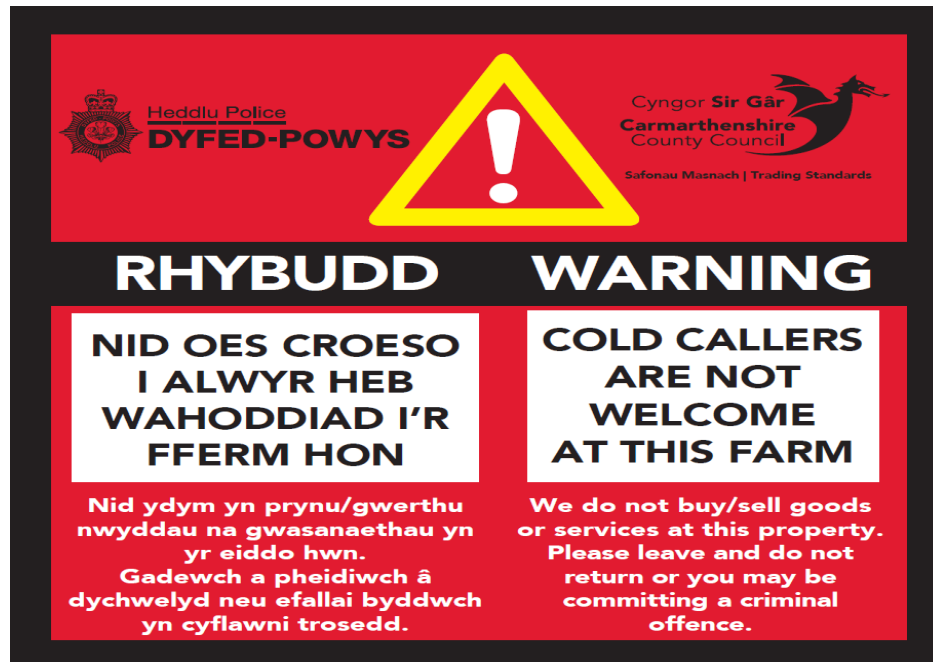 Heddlu Police
DYFED-POWYS
Cyngor Sir Gâr
Carmarthenshire
County Council
Safonau Masnach | Trading Standards
RHYBUDD
NID OES CROESO
I ALWYR HEB
WAHODDIAD I'R
FFERM HON
Nid ydym yn prynu/gwerthu
nwyddau na gwasanaethau yn
yr eiddo hwn.
Gadewch a pheidiwch â
dychwelyd neu efallai byddwch
yn cyflawni trosedd.
WARNING
COLD CALLERS
ARE NOT
WELCOME
AT THIS FARM
We do not buy/sell goods
or services at this property.
Please leave and do not
return or you may be
committing a criminal
offence.